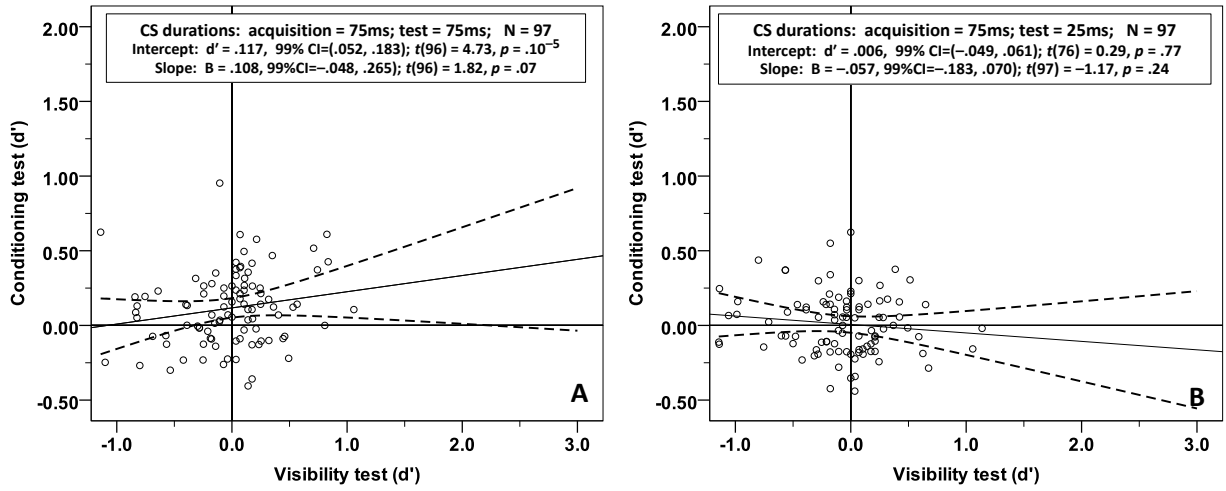 CS durations: acquisition = 75ms; test = 75ms; N = 97
Intercept: d' = .117, 99% CI=(.052, .183); t(96) = 4.73, p = .10⁻⁵
Slope: B = .108, 99%CI=−.048, .265); t(96) = 1.82, p = .07
2.00
1.50
1.00
0.50
0.00
-0.50
Conditioning test (d')
A
-1.0 0.0 1.0 2.0 3.0
Visibility test (d')
CS durations: acquisition = 75ms; test = 25ms; N = 97
Intercept: d' = .006, 99% CI=(−.049, .061); t(76) = 0.29, p = .77
Slope: B = −.057, 99%CI=−.183, .070); t(97) = −1.17, p = .24
2.00
1.50
1.00
0.50
0.00
-0.50
Conditioning test (d')
B
-1.0 0.0 1.0 2.0 3.0
Visibility test (d')